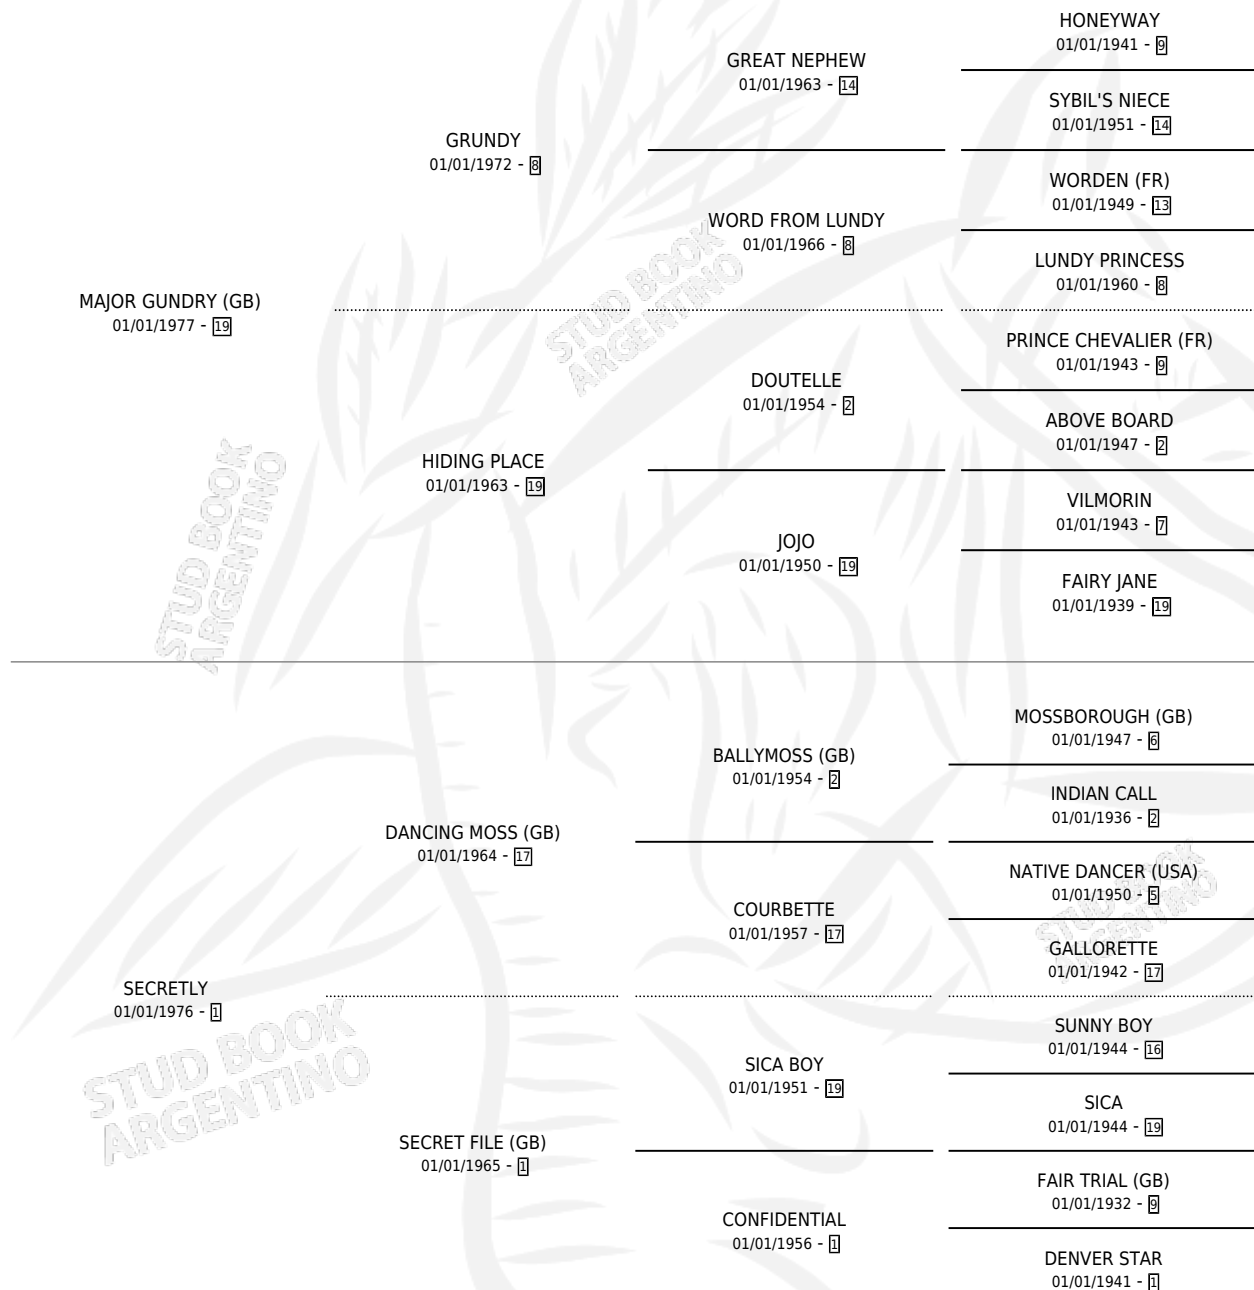 HONEYWAY
01/01/1941 - 9
GREAT NEPHEW
01/01/1963 - 14
SYBIL'S NIECE
01/01/1951 - 14
GRUNDY
01/01/1972 - 8
WORDEN (FR)
01/01/1949 - 13
WORD FROM LUNDY
01/01/1966 - 8
LUNDY PRINCESS
01/01/1960 - 8
MAJOR GUNDRY (GB)
01/01/1977 - 19
STUD BOOK
ARGENTINO
PRINCE CHEVALIER (FR)
01/01/1943 - 9
DOUTELLE
01/01/1954 - 2
ABOVE BOARD
01/01/1947 - 2
HIDING PLACE
01/01/1963 - 19
VILMORIN
01/01/1943 - 7
JOJO
01/01/1950 - 19
FAIRY JANE
01/01/1939 - 19
STUD BOOK
ARGENTINO
MOSSBOROUGH (GB)
01/01/1947 - 6
BALLYMOSS (GB)
01/01/1954 - 2
INDIAN CALL
01/01/1936 - 2
DANCING MOSS (GB)
01/01/1964 - 17
NATIVE DANCER (USA)
01/01/1950 - 5
COURBETTE
01/01/1957 - 17
GALLORETTE
01/01/1942 - 17
STUD BOOK
ARGENTINO
SECRETLY
01/01/1976 - 1
SUNNY BOY
01/01/1944 - 16
SICA BOY
01/01/1951 - 19
SICA
01/01/1944 - 19
STUD BOOK
ARGENTINO
SECRET FILE (GB)
01/01/1965 - 1
FAIR TRIAL (GB)
01/01/1932 - 9
CONFIDENTIAL
01/01/1956 - 1
DENVER STAR
01/01/1941 - 1